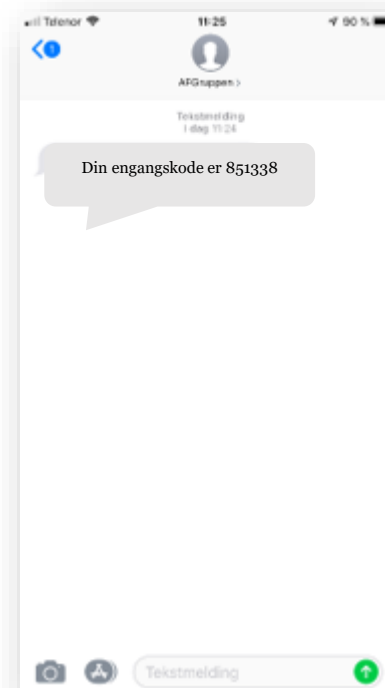 Telenor 11:25 90 %
1
AFGruppen >
Tekstmelding
I dag 11:24
Din engangskode er 851338
Tekstmelding